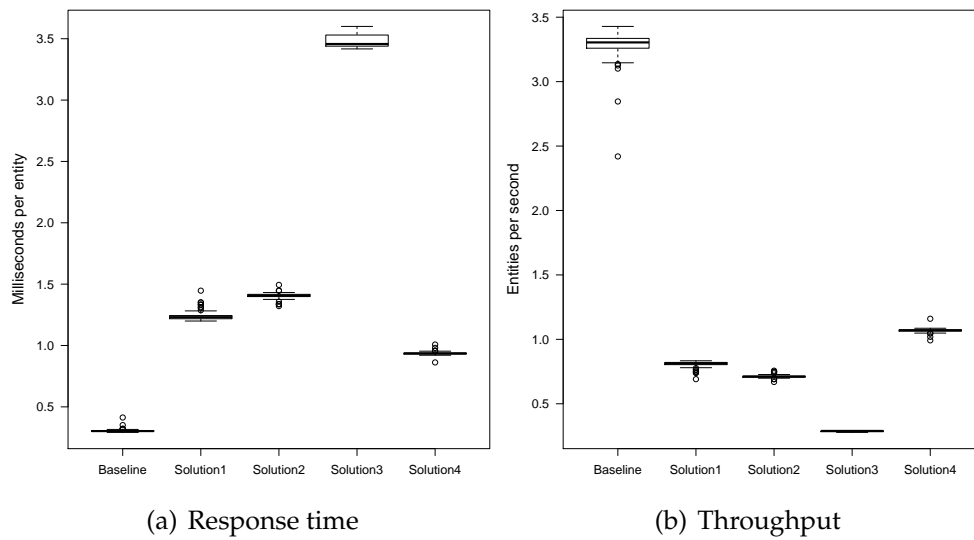 Milliseconds per entity
3.5
3.0
2.5
2.0
1.5
1.0
0.5
Baseline Solution1 Solution2 Solution3 Solution4
(a) Response time
Entities per second
3.5
3.0
2.5
2.0
1.5
1.0
0.5
Baseline Solution1 Solution2 Solution3 Solution4
(b) Throughput